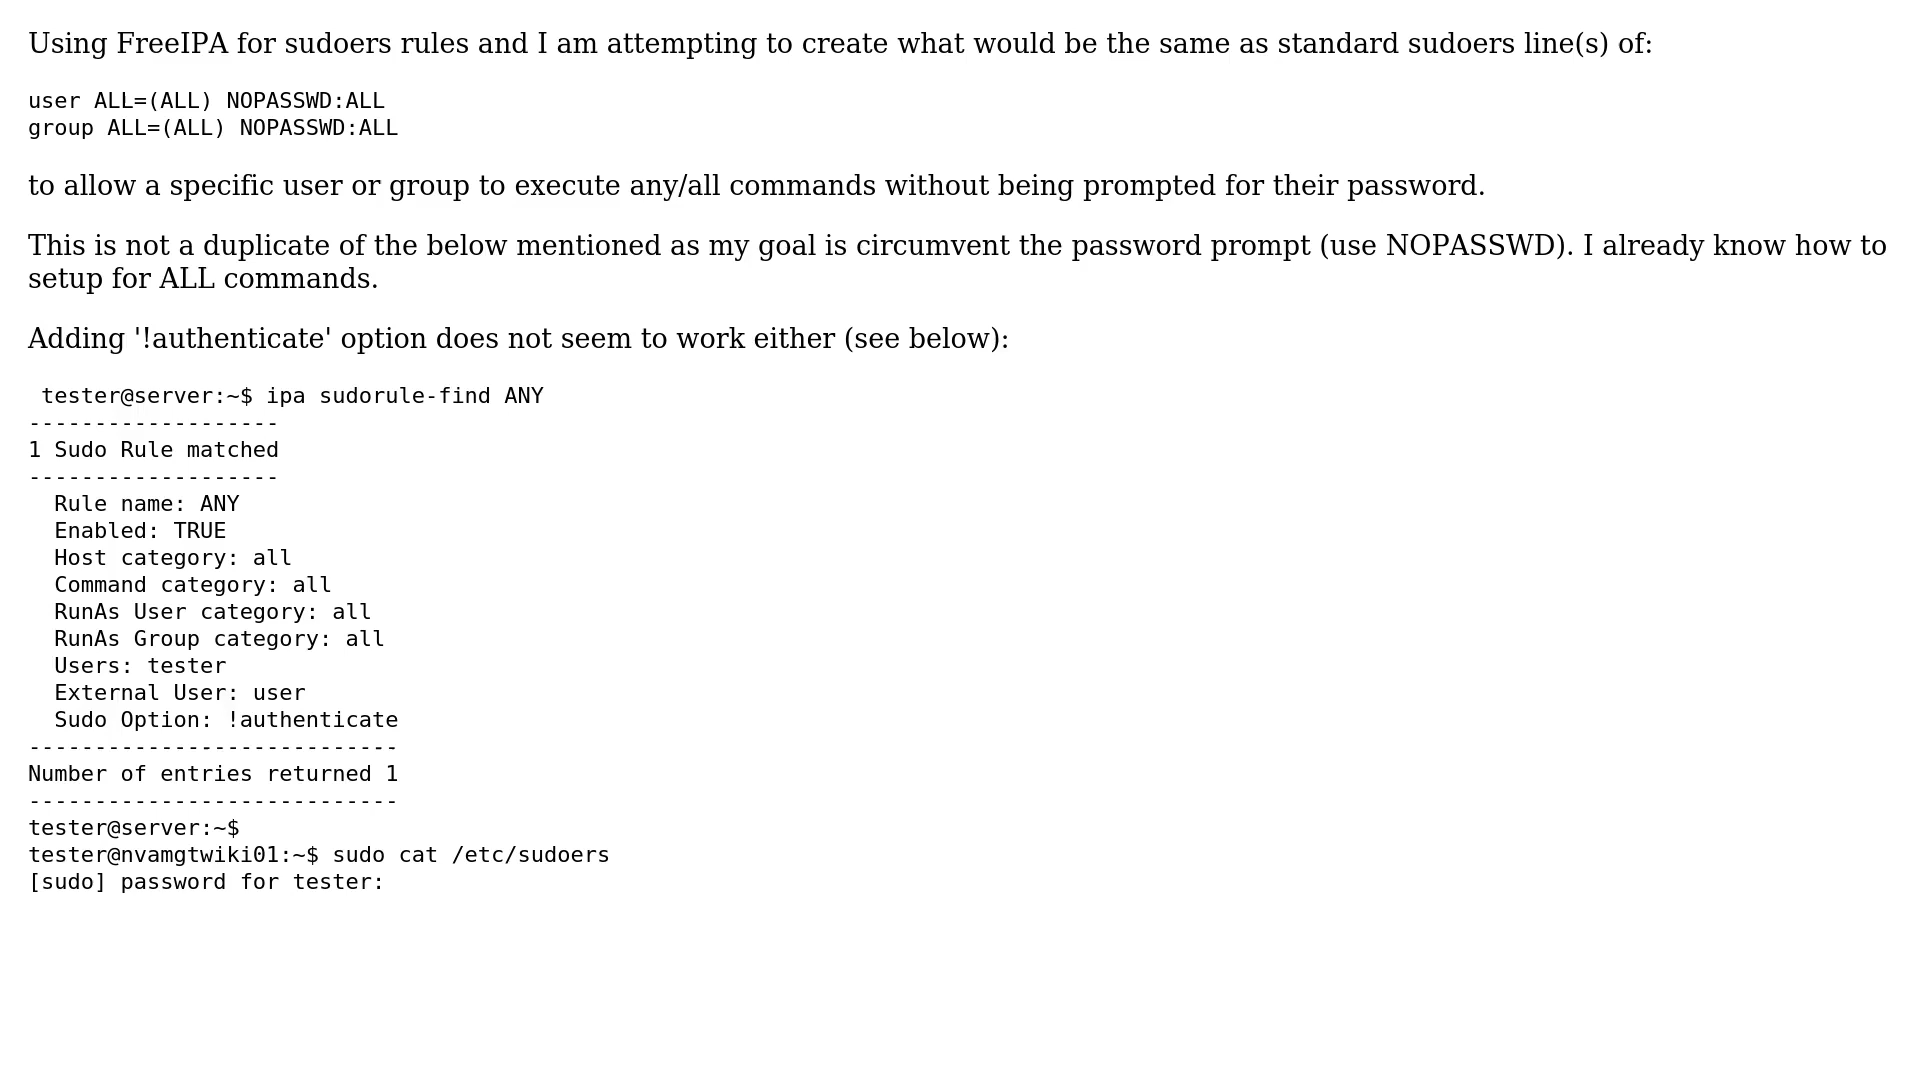 Using FreeIPA for sudoers rules and I am attempting to create what would be the same as standard sudoers line(s) of:
user ALL=(ALL) NOPASSWD:ALL
group ALL=(ALL) NOPASSWD:ALL
to allow a specific user or group to execute any/all commands without being prompted for their password.
This is not a duplicate of the below mentioned as my goal is circumvent the password prompt (use NOPASSWD). I already know how to
setup for ALL commands.
Adding '!authenticate' option does not seem to work either (see below):
 tester@server:~$ ipa sudorule-find ANY
-------------------
1 Sudo Rule matched
-------------------
  Rule name: ANY
  Enabled: TRUE
  Host category: all
  Command category: all
  RunAs User category: all
  RunAs Group category: all
  Users: tester
  External User: user
  Sudo Option: !authenticate
----------------------------
Number of entries returned 1
----------------------------
tester@server:~$
tester@nvamgtwiki01:~$ sudo cat /etc/sudoers
[sudo] password for tester: